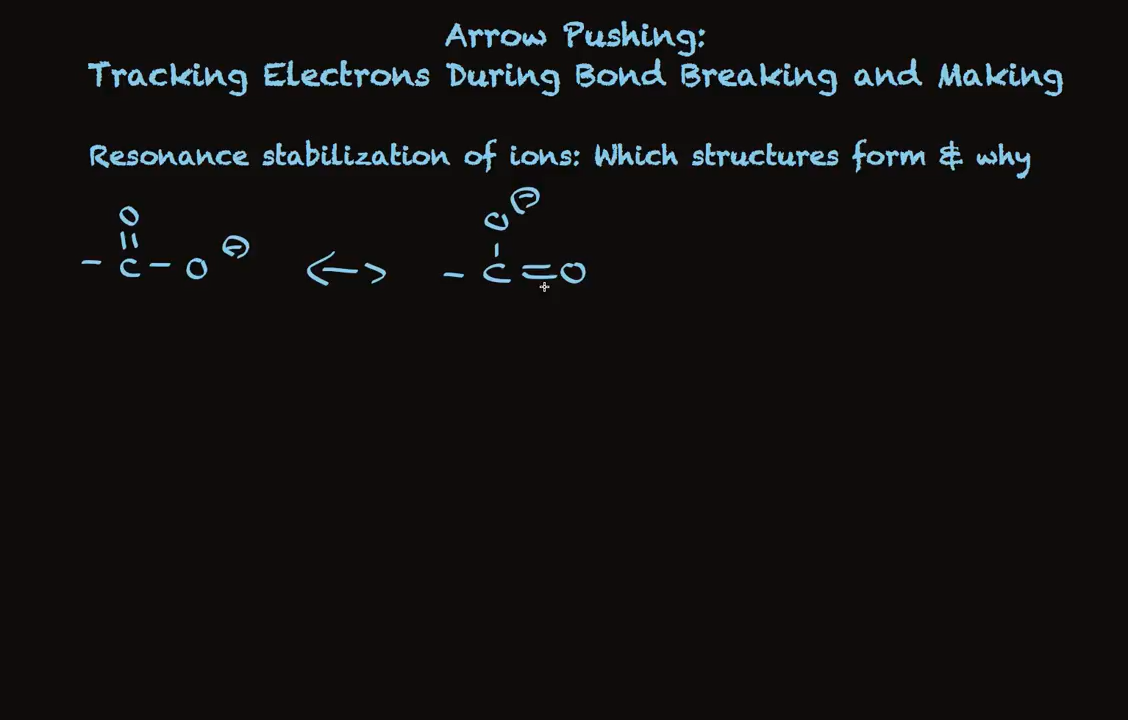 Arrow Pushing:
Tracking Electrons During Bond Breaking and Making
Resonance stabilization of ions: Which structures form & why
O ⊖
O ⊖
|| |
– C – O ⟷ – C = O